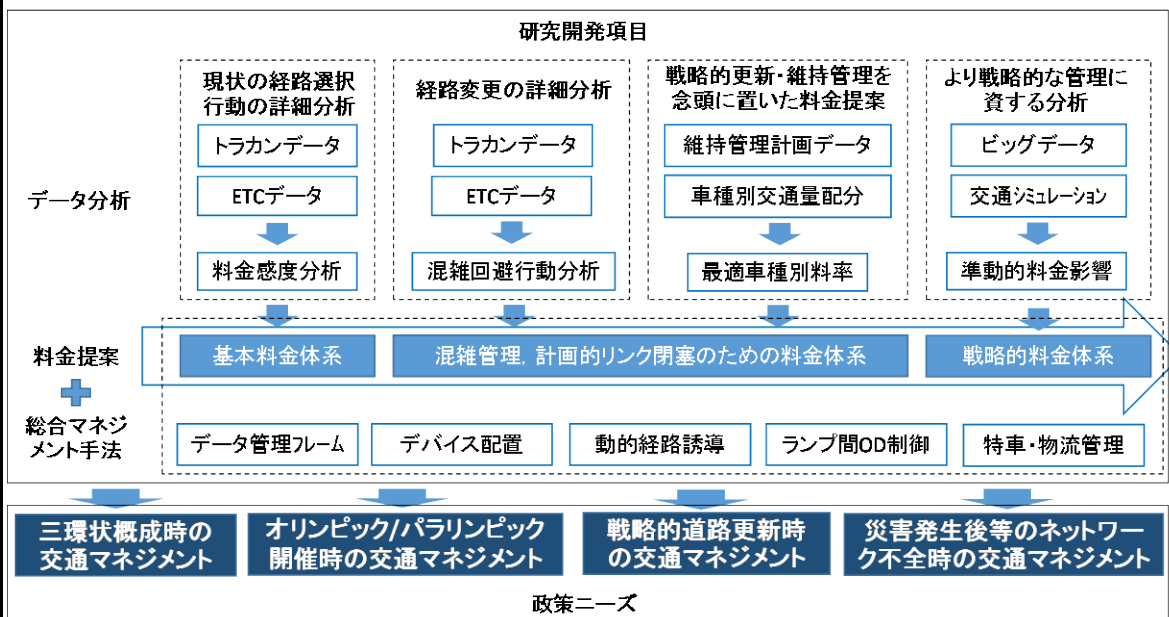 研究開発項目
現状の経路選択
行動の詳細分析
経路変更の詳細分析
戦略的更新・維持管理を
念頭に置いた料金提案
より戦略的な管理に
資する分析
データ分析
トラカンデータ
トラカンデータ
維持管理計画データ
ビッグデータ
ETCデータ
ETCデータ
車種別交通量配分
交通シミュレーション
料金感度分析
混雑回避行動分析
最適車種別料率
準動的料金影響
料金提案
基本料金体系
混雑管理,計画的リンク閉塞のための料金体系
戦略的料金体系
総合マネジ
メント手法
データ管理フレーム
デバイス配置
動的経路誘導
ランプ間OD制御
特車・物流管理
三環状概成時の
交通マネジメント
オリンピック/パラリンピック
開催時の交通マネジメント
戦略的道路更新時
の交通マネジメント
災害発生後等のネットワー
ク不全時の交通マネジメント
政策ニーズ